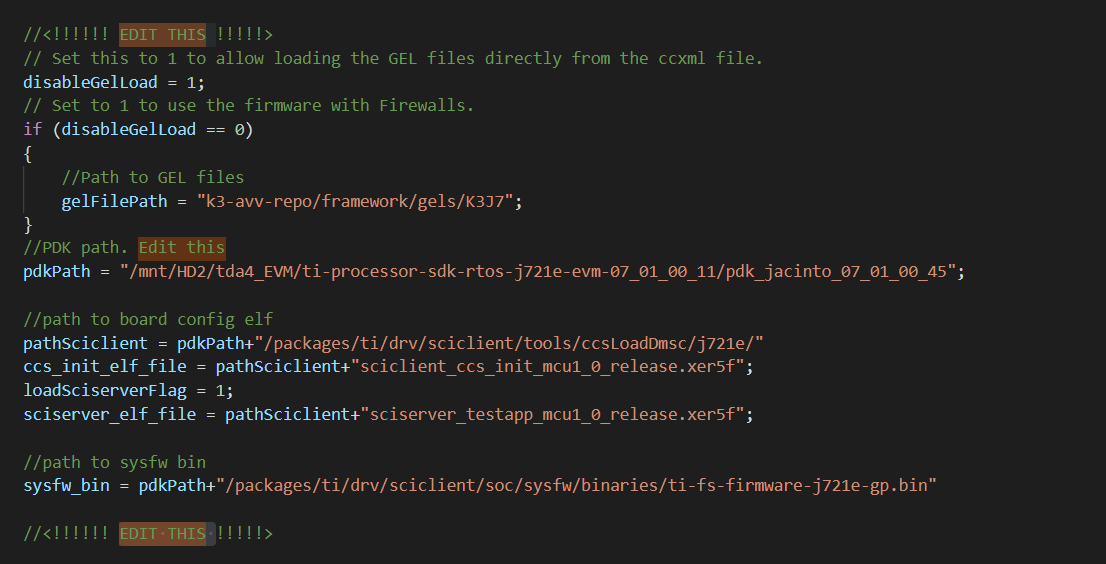 //<!!!!!! EDIT THIS !!!!!>
// Set this to 1 to allow loading the GEL files directly from the ccxml file.
disableGelLoad = 1;
// Set to 1 to use the firmware with Firewalls.
if (disableGelLoad == 0)
{
    //Path to GEL files
    gelFilePath = "k3-avv-repo/framework/gels/K3J7";
}
//PDK path. Edit this
pdkPath = "/mnt/HD2/tda4_EVM/ti-processor-sdk-rtos-j721e-evm-07_01_00_11/pdk_jacinto_07_01_00_45";

//path to board config elf
pathSciclient = pdkPath+"/packages/ti/drv/sciclient/tools/ccsLoadDmsc/j721e/"
ccs_init_elf_file = pathSciclient+"sciclient_ccs_init_mcu1_0_release.xer5f";
loadSciserverFlag = 1;
sciserver_elf_file = pathSciclient+"sciserver_testapp_mcu1_0_release.xer5f";

//path to sysfw bin
sysfw_bin = pdkPath+"/packages/ti/drv/sciclient/soc/sysfw/binaries/ti-fs-firmware-j721e-gp.bin"

//<!!!!!! EDIT THIS !!!!!>